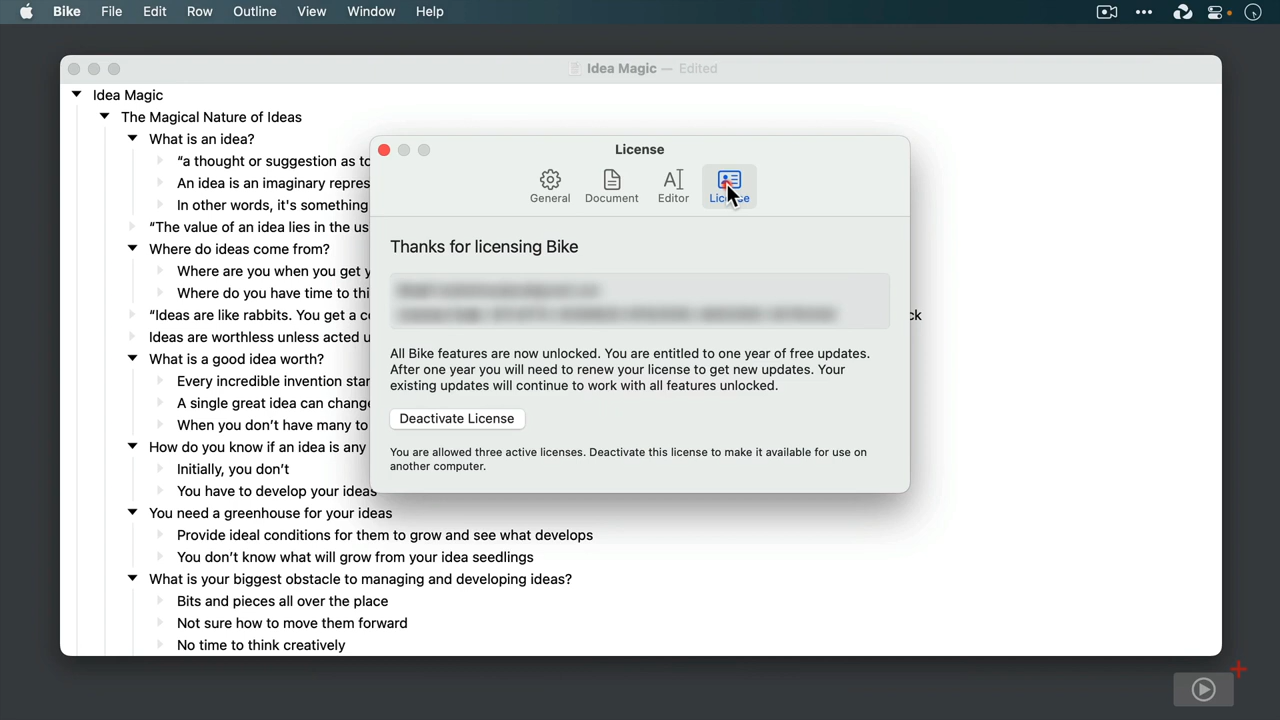 Bike File Edit Row Outline View Window Help
Idea Magic — Edited
Idea Magic
The Magical Nature of Ideas
What is an idea?
“a thought or suggestion as to
An idea is an imaginary repres
In other words, it's something
“The value of an idea lies in the us
Where do ideas come from?
Where are you when you get y
Where do you have time to thi
“Ideas are like rabbits. You get a c
ck
Ideas are worthless unless acted u
What is a good idea worth?
Every incredible invention star
A single great idea can change
When you don’t have many to
How do you know if an idea is any
Initially, you don’t
You have to develop your ideas
You need a greenhouse for your ideas
Provide ideal conditions for them to grow and see what develops
You don’t know what will grow from your idea seedlings
What is your biggest obstacle to managing and developing ideas?
Bits and pieces all over the place
Not sure how to move them forward
No time to think creatively
License
General Document Editor License
Thanks for licensing Bike
All Bike features are now unlocked. You are entitled to one year of free updates.
After one year you will need to renew your license to get new updates. Your
existing updates will continue to work with all features unlocked.
Deactivate License
You are allowed three active licenses. Deactivate this license to make it available for use on
another computer.